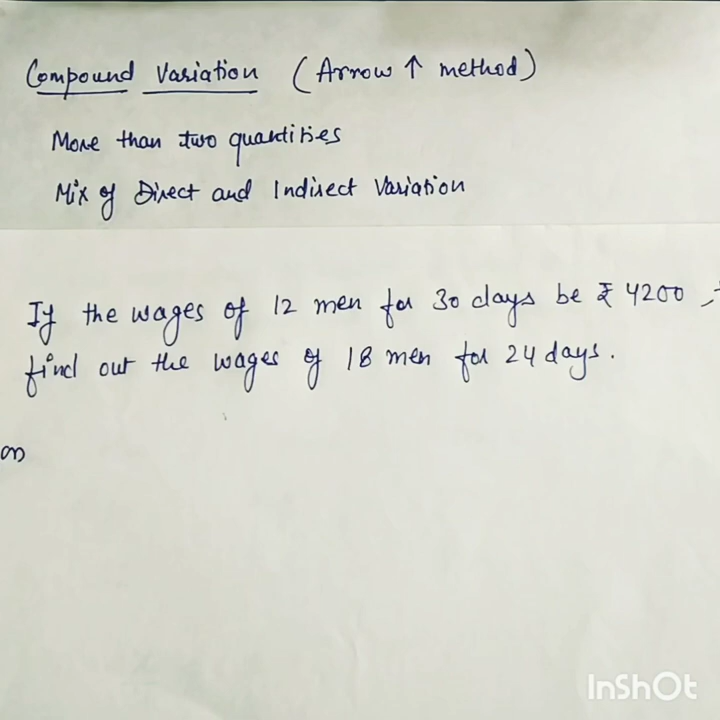 Compound Variation (Arrow ↑ method)
More than two quantities
Mix of Direct and Indirect Variation
If the wages of 12 men for 30 days be ₹ 4200,
find out the wages of 18 men for 24 days.
InShOt